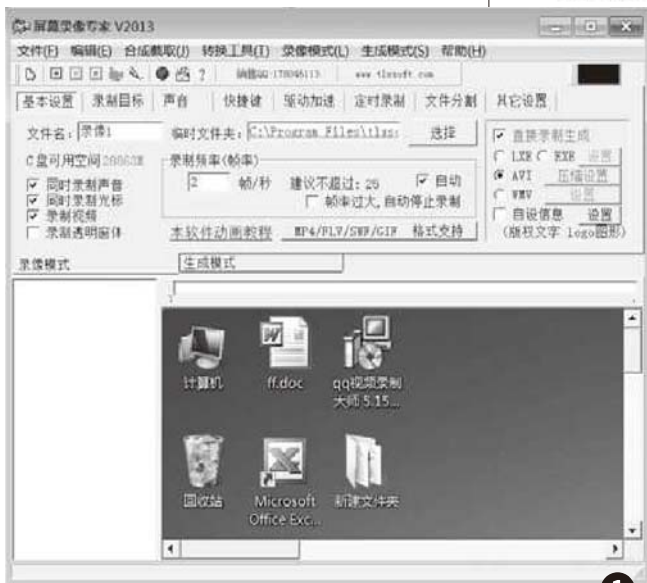 屏幕录像专家 V2013
文件(F) 编辑(E) 合成截取(J) 转换工具(I) 录像模式(L) 生成模式(S) 帮助(H)
销售QQ:178046113 www tlxsoft com
基本设置 录制目标 声音 快捷键 驱动加速 定时录制 文件分割 其它设置
文件名: 录像1 临时文件夹: C:\Program Files\tlxs 选择
C盘可用空间
录制频率(帧率)
2 帧/秒 建议不超过: 25 自动
帧率过大,自动停止录制
同时录制声音
同时录制光标
录制视频
录制透明窗体
本软件动画教程 MP4/FLV/SWF/GIF 格式支持
直接录制生成
LXE EXE 设置
AVI 压缩设置
WMV 设置
自设信息 设置
(版权文字 logo图形)
录像模式 生成模式
计算机 ff.doc qq视频录制大师 5.15...
回收站 Microsoft Office Exc... 新建文件夹
1